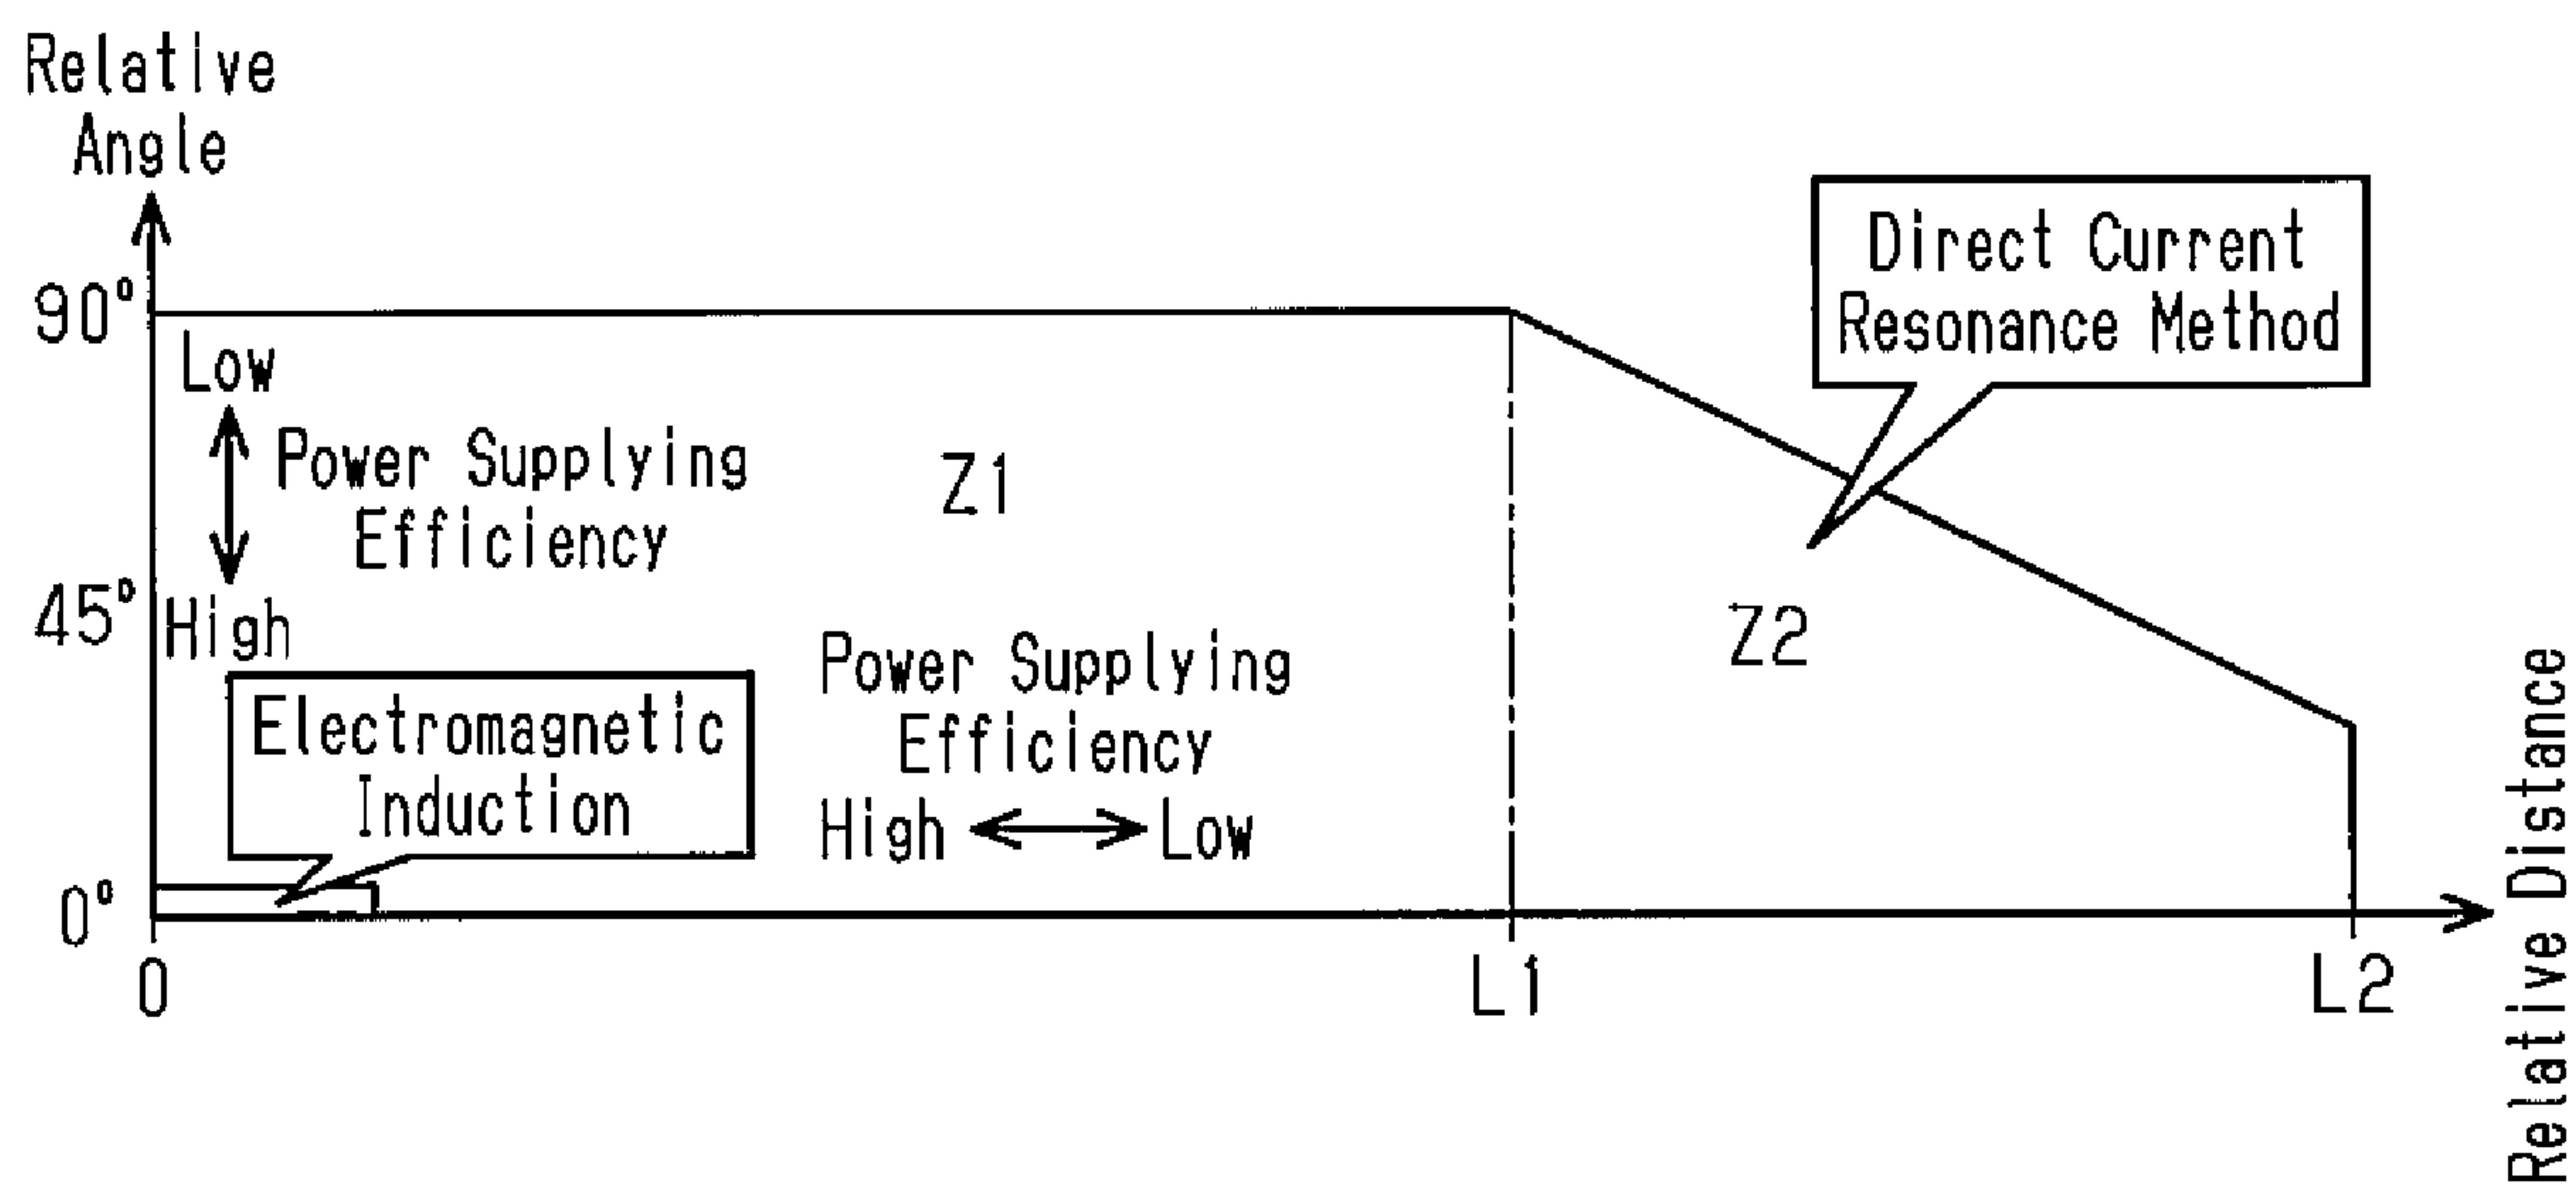 Relative
Angle
90°
Low
Power Supplying
Efficiency
High
45°
Z1
Direct Current
Resonance Method
Z2
Electromagnetic
Induction
Power Supplying
Efficiency
High
Low
0°
0
L1
L2
Relative Distance